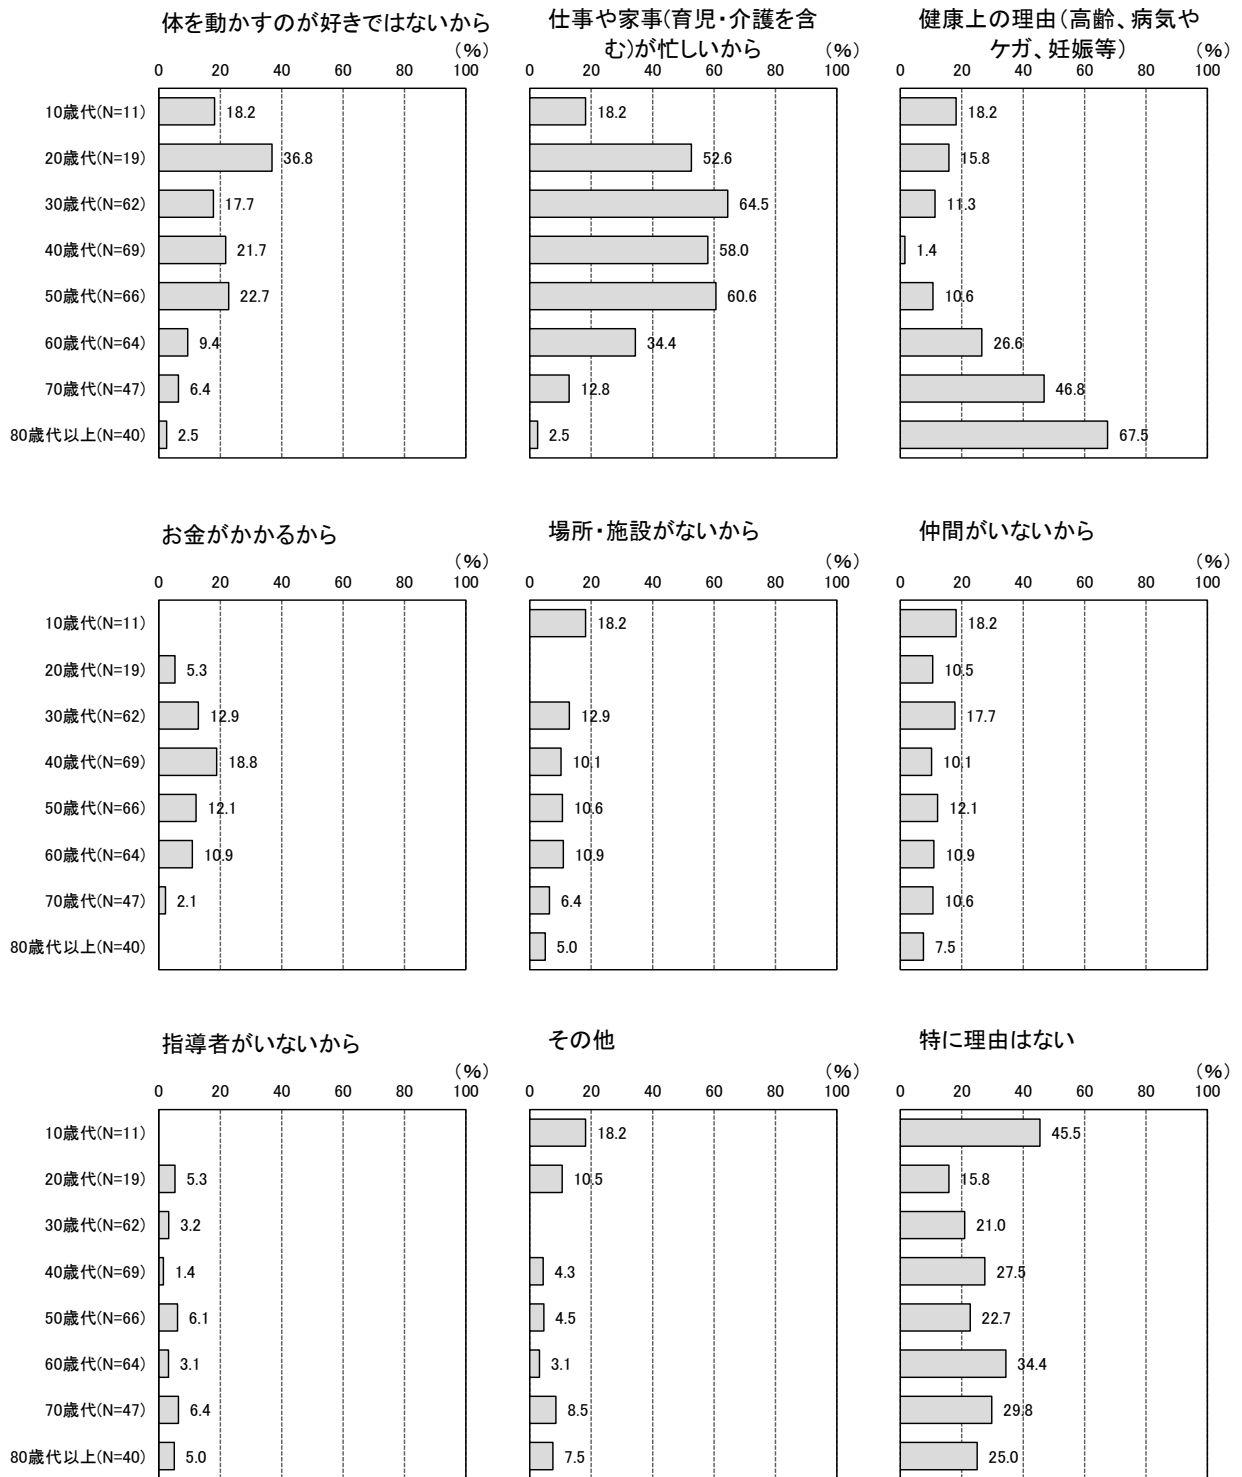 体を動かすのが好きではないから
(%)
0 20 40 60 80 100
10歳代(N=11) 18.2
20歳代(N=19) 36.8
30歳代(N=62) 17.7
40歳代(N=69) 21.7
50歳代(N=66) 22.7
60歳代(N=64) 9.4
70歳代(N=47) 6.4
80歳代以上(N=40) 2.5
仕事や家事(育児・介護を含
む)が忙しいから
(%)
0 20 40 60 80 100
18.2
52.6
64.5
58.0
60.6
34.4
12.8
2.5
健康上の理由(高齢、病気や
ケガ、妊娠等)
(%)
0 20 40 60 80 100
18.2
15.8
11.3
1.4
10.6
26.6
46.8
67.5
お金がかかるから
(%)
0 20 40 60 80 100
10歳代(N=11)
20歳代(N=19) 5.3
30歳代(N=62) 12.9
40歳代(N=69) 18.8
50歳代(N=66) 12.1
60歳代(N=64) 10.9
70歳代(N=47) 2.1
80歳代以上(N=40)
場所・施設がないから
(%)
0 20 40 60 80 100
18.2
12.9
10.1
10.6
10.9
6.4
5.0
仲間がいないから
(%)
0 20 40 60 80 100
18.2
10.5
17.7
10.1
12.1
10.9
10.6
7.5
指導者がいないから
(%)
0 20 40 60 80 100
10歳代(N=11)
20歳代(N=19) 5.3
30歳代(N=62) 3.2
40歳代(N=69) 1.4
50歳代(N=66) 6.1
60歳代(N=64) 3.1
70歳代(N=47) 6.4
80歳代以上(N=40) 5.0
その他
(%)
0 20 40 60 80 100
18.2
10.5
4.3
4.5
3.1
8.5
7.5
特に理由はない
(%)
0 20 40 60 80 100
45.5
15.8
21.0
27.5
22.7
34.4
29.8
25.0